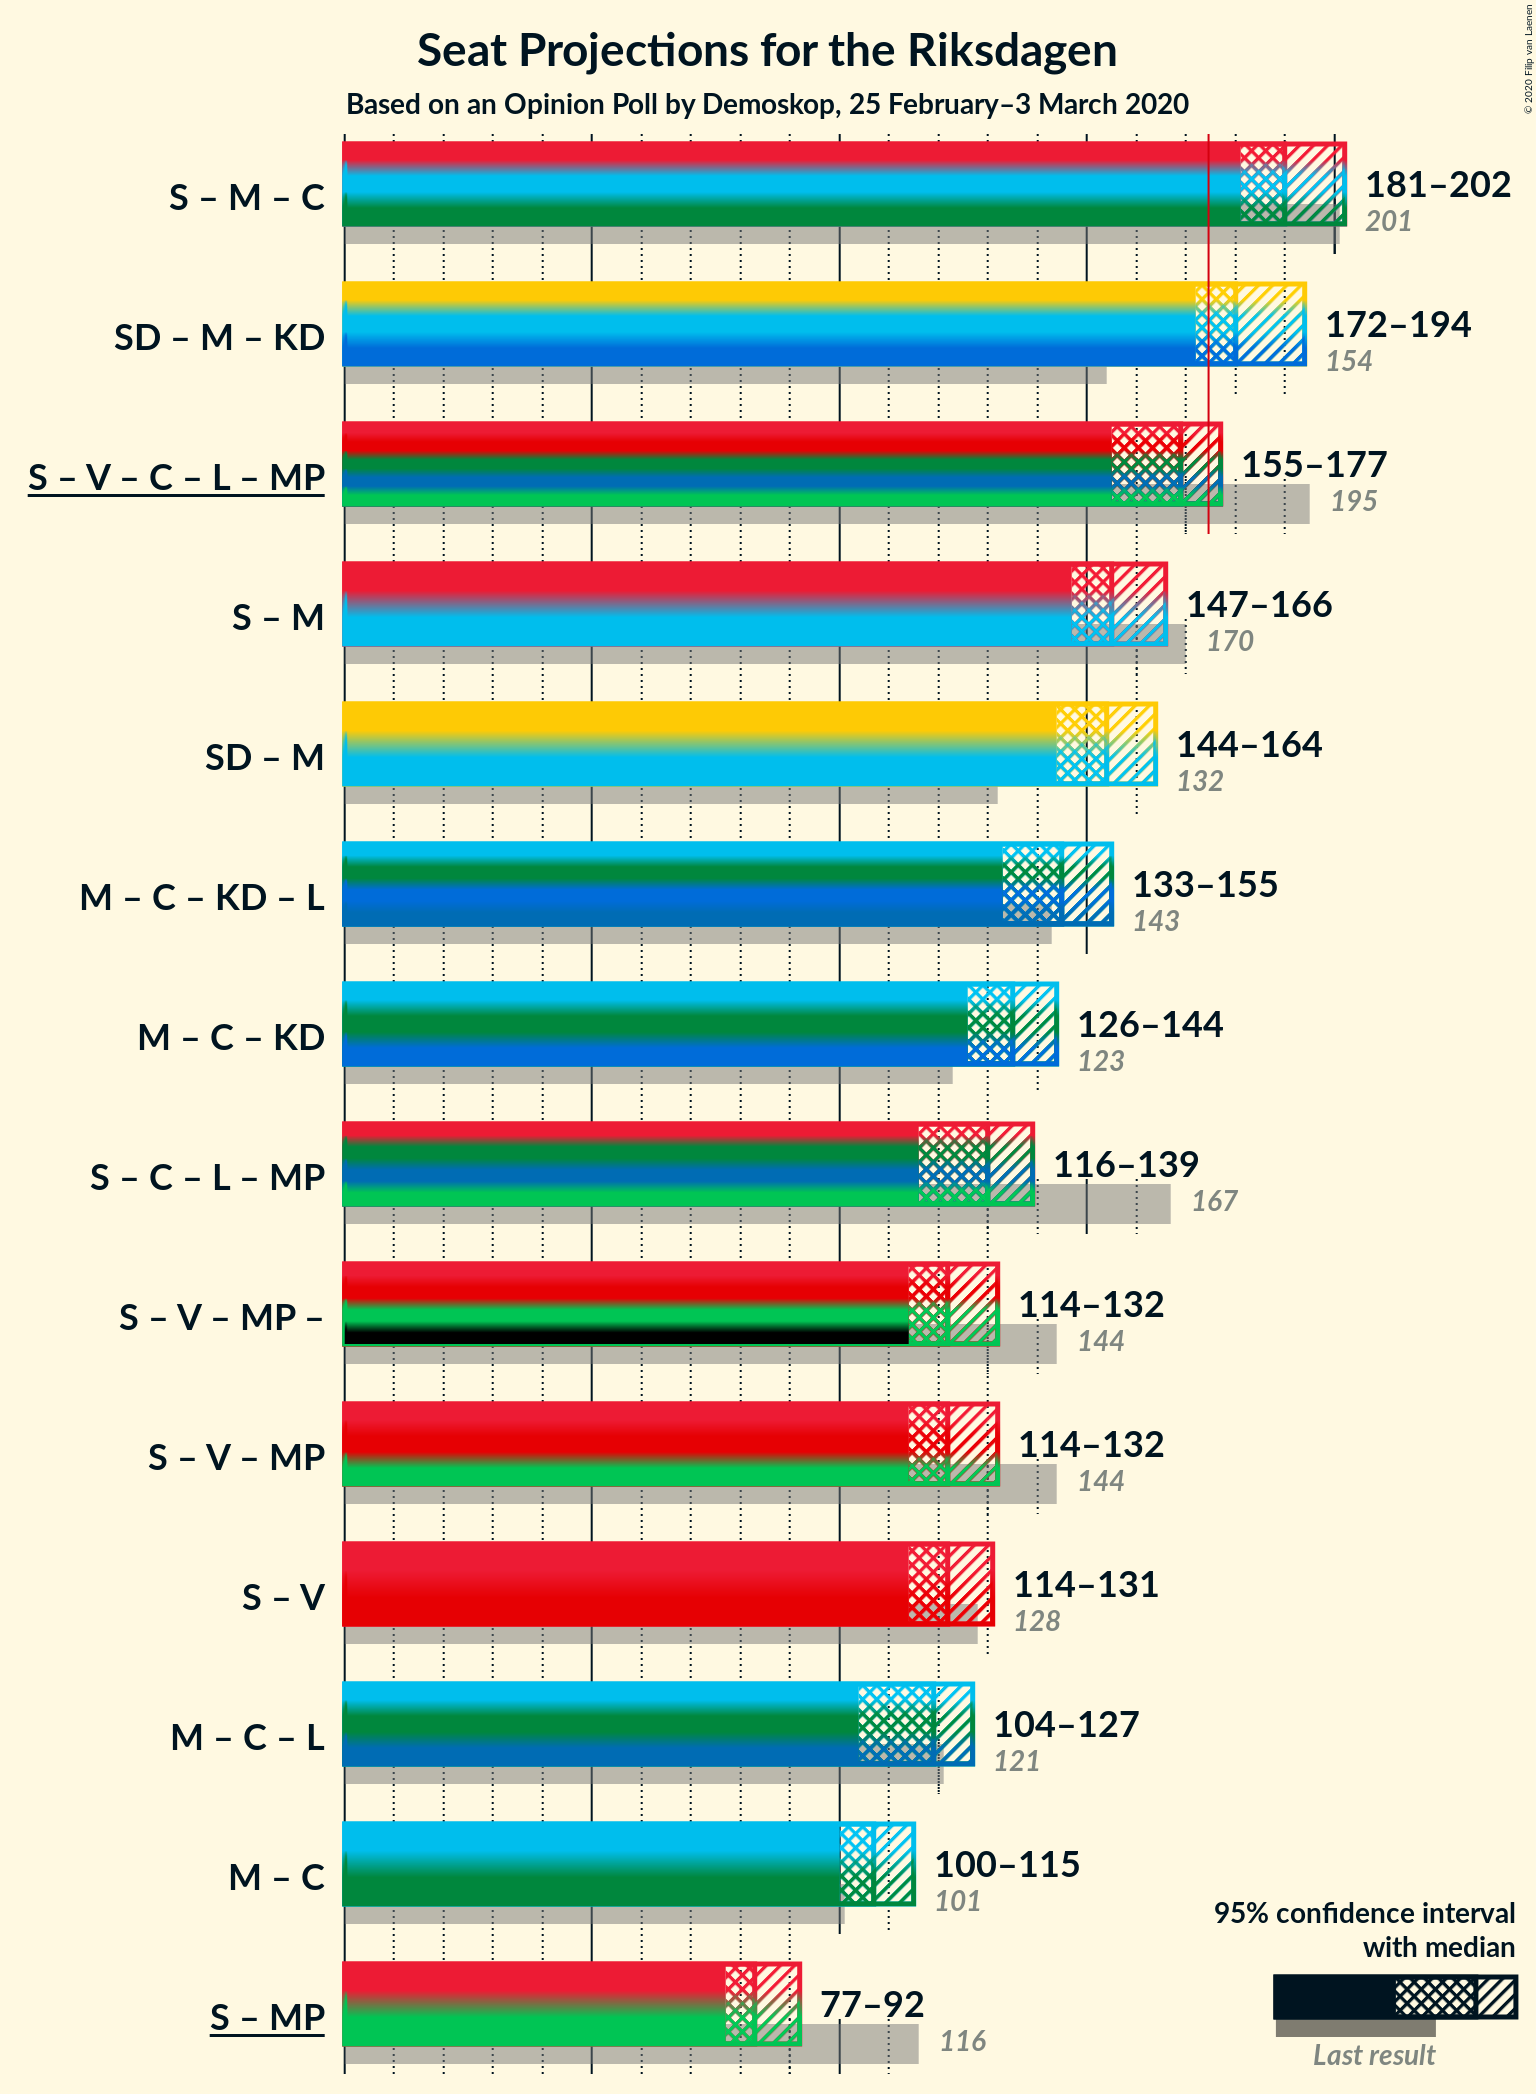 Seat Projections for the Riksdagen
Based on an Opinion Poll by Demoskop, 25 February–3 March 2020
© 2020 Filip van Laenen
S – M – C
181–202
201
SD – M – KD
172–194
154
S – V – C – L – MP
155–177
195
S – M
147–166
170
SD – M
144–164
132
M – C – KD – L
133–155
143
M – C – KD
126–144
123
S – C – L – MP
116–139
167
S – V – MP –
114–132
144
S – V – MP
114–132
144
S – V
114–131
128
M – C – L
104–127
121
M – C
100–115
101
S – MP
77–92
116
95% confidence interval
with median
Last result